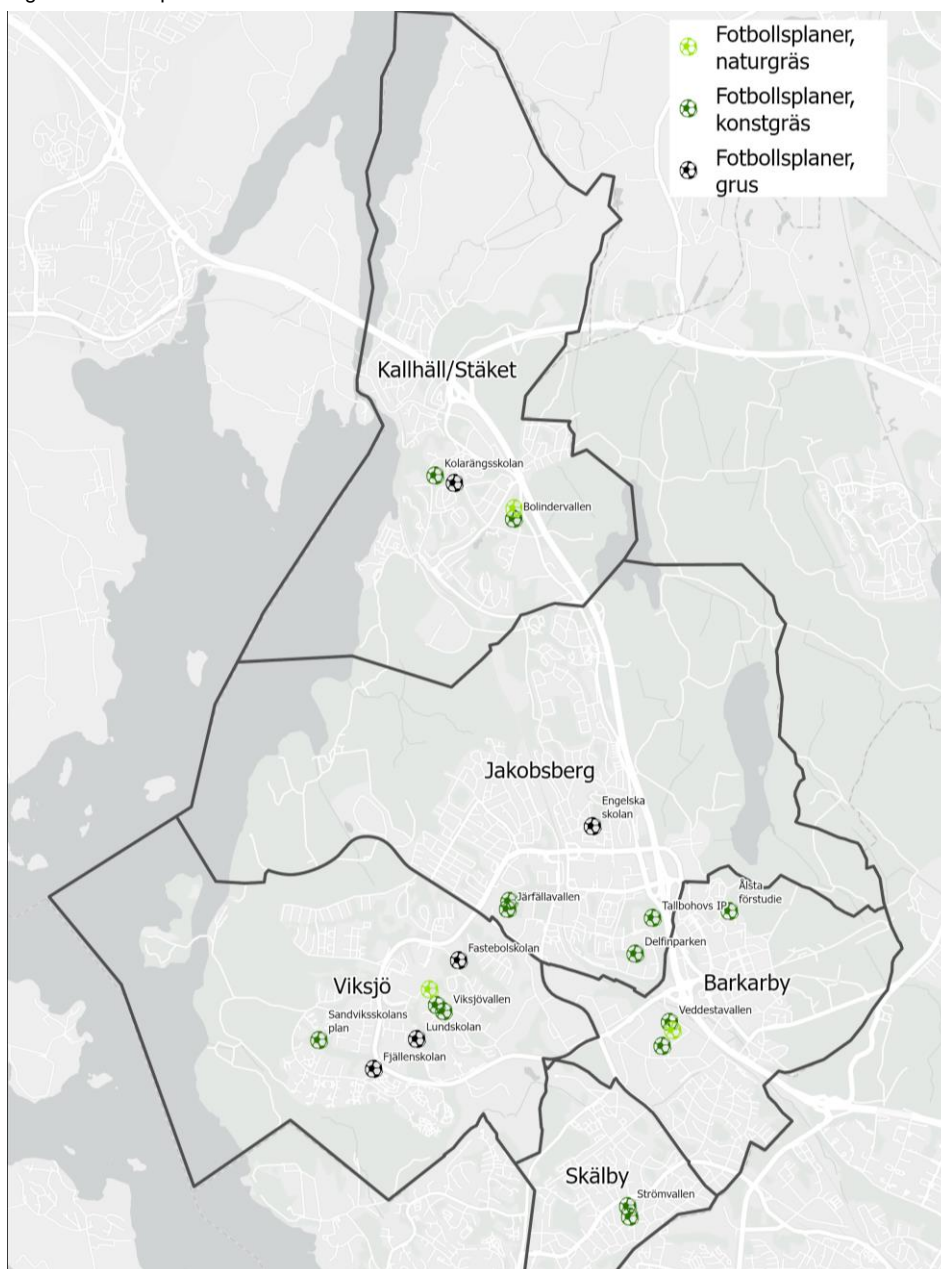 Fotbollsplaner,
naturgräs
Fotbollsplaner,
konstgräs
Fotbollsplaner,
grus
Kallhäll/Stäket
Kolarängsskolan
Bolindervallen
Jakobsberg
Engelska
skolan
Järfällavallen
Tallbohovs IP
Ålsta
förstudie
Delfinparken
Fastebolskolan
Viksjö
Barkarby
Viksjövallen
Veddestavallen
Sandviksskolans
plan
Lundskolan
Fjällenskolan
Skälby
Strömvallen